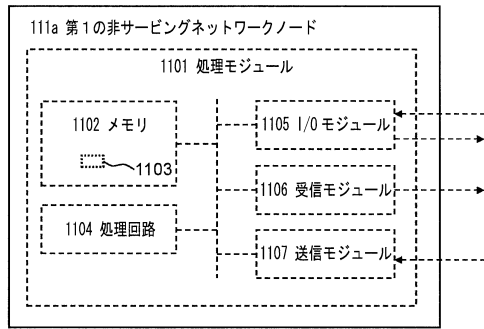 111a 第1の非サービングネットワークノード
1101 処理モジュール
1102 メモリ
1103
1104 処理回路
1105 I/O モジュール
1106 受信モジュール
1107 送信モジュール